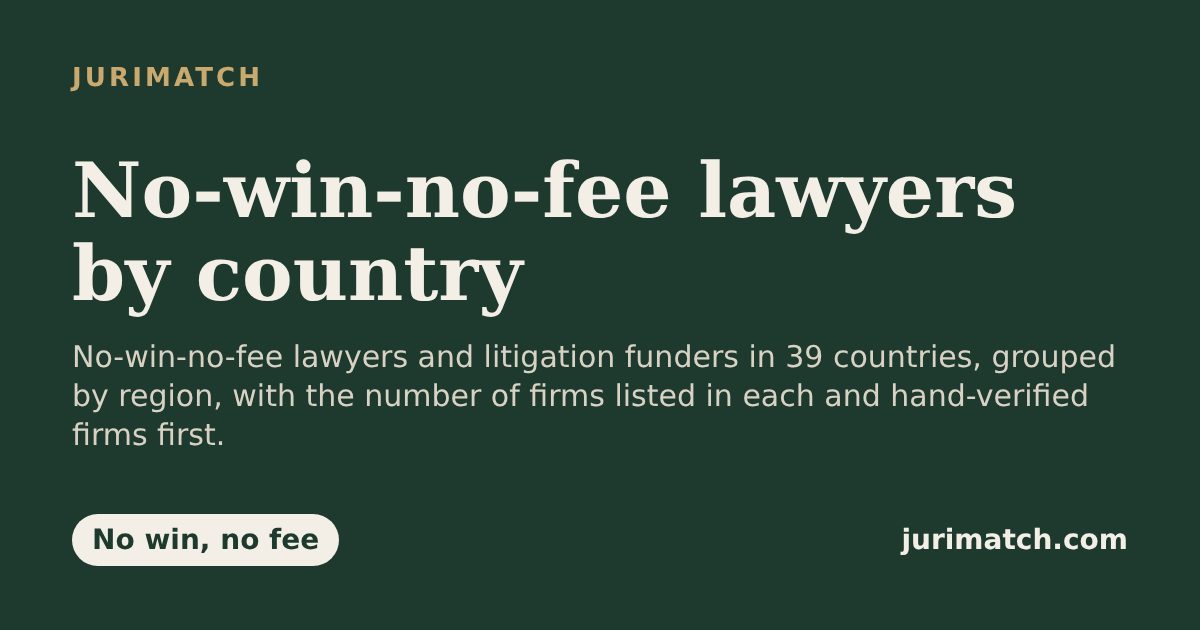 JURIMATCH
No-win-no-fee lawyers
by country
No-win-no-fee lawyers and litigation funders in 39 countries, grouped
by region, with the number of firms listed in each and hand-verified
firms first.
No win, no fee
jurimatch.com